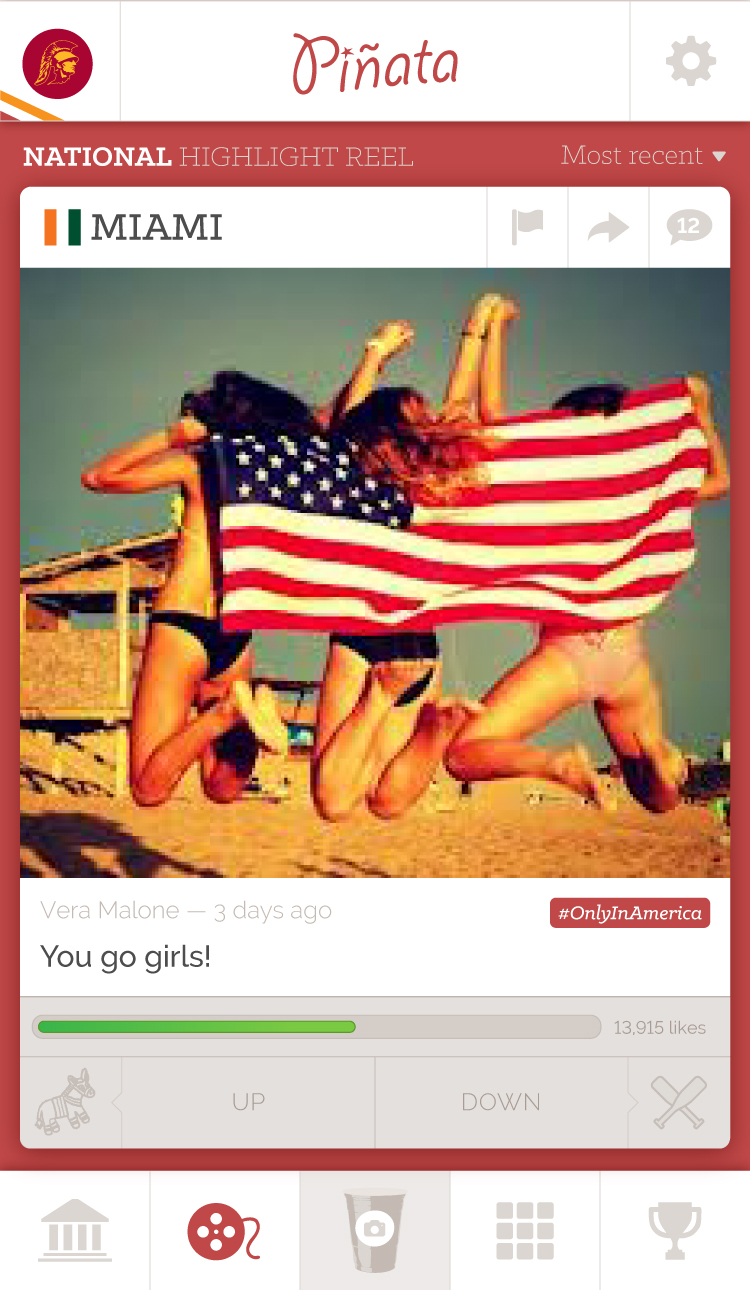 Piñata
NATIONAL HIGHLIGHT REEL
Most recent
MIAMI
12
Vera Malone — 3 days ago
#OnlyInAmerica
You go girls!
13,915 likes
UP
DOWN